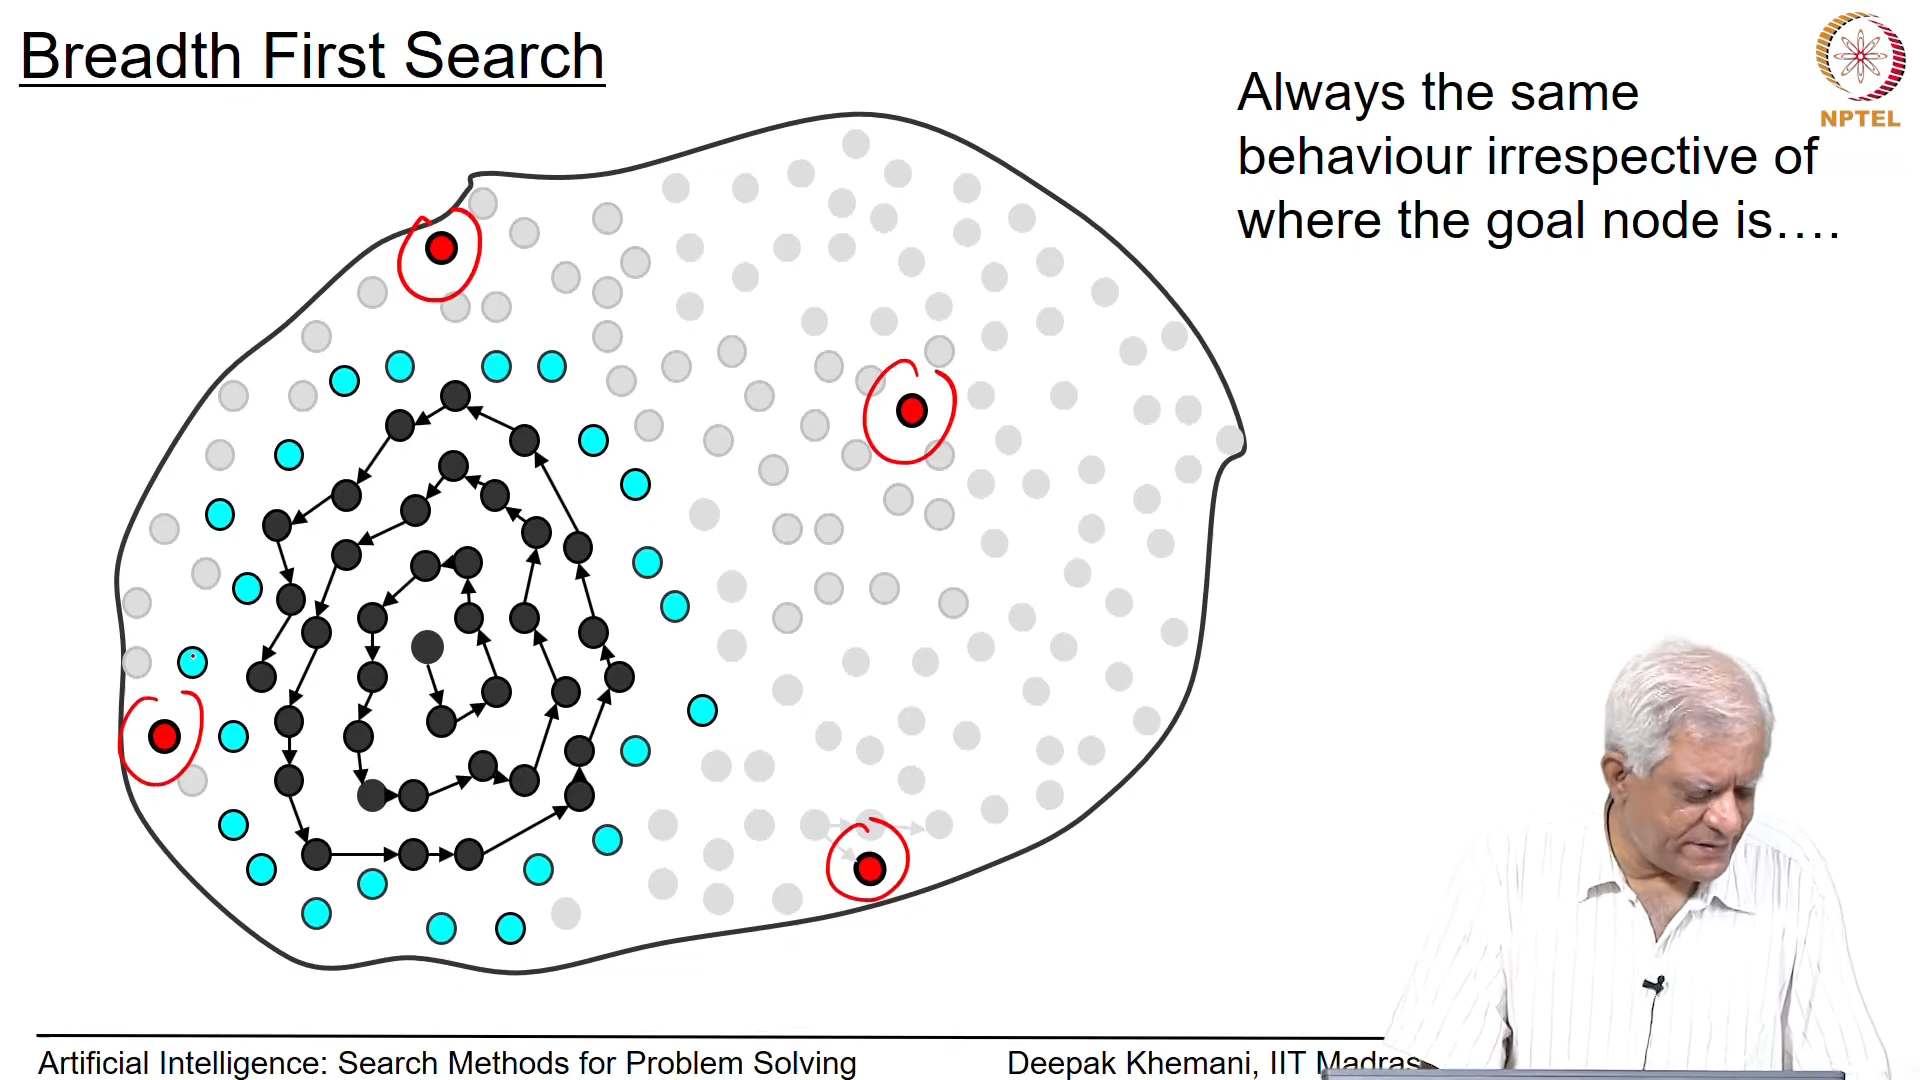 Breadth First Search
Always the same
behaviour irrespective of
where the goal node is....
NPTEL
Artificial Intelligence: Search Methods for Problem Solving
Deepak Khemani, IIT Madras